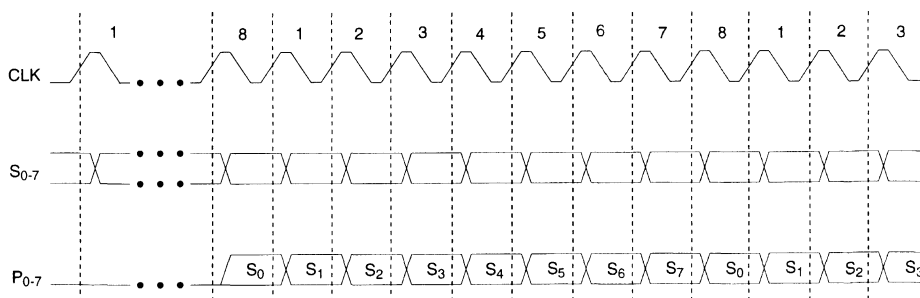 1 8 1 2 3 4 5 6 7 8 1 2 3
CLK
S0-7
P0-7 S0 S1 S2 S3 S4 S5 S6 S7 S0 S1 S2 S3